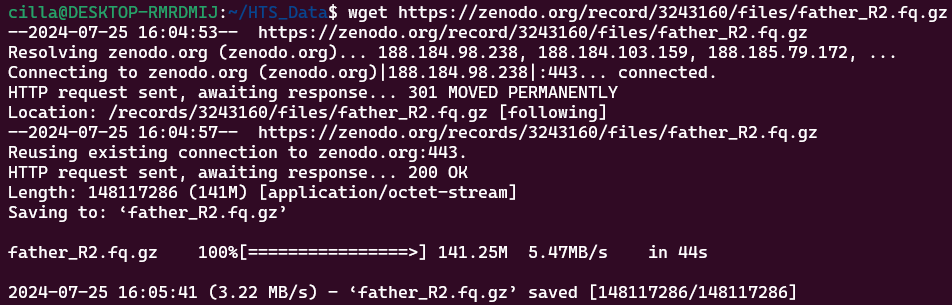 cilla@DESKTOP-RMRDMIJ:~/HTS_Data$ wget https://zenodo.org/record/3243160/files/father_R2.fq.gz
--2024-07-25 16:04:53--  https://zenodo.org/record/3243160/files/father_R2.fq.gz
Resolving zenodo.org (zenodo.org)... 188.184.98.238, 188.184.103.159, 188.185.79.172, ...
Connecting to zenodo.org (zenodo.org)|188.184.98.238|:443... connected.
HTTP request sent, awaiting response... 301 MOVED PERMANENTLY
Location: /records/3243160/files/father_R2.fq.gz [following]
--2024-07-25 16:04:57--  https://zenodo.org/records/3243160/files/father_R2.fq.gz
Reusing existing connection to zenodo.org:443.
HTTP request sent, awaiting response... 200 OK
Length: 148117286 (141M) [application/octet-stream]
Saving to: ‘father_R2.fq.gz’
father_R2.fq.gz    100%[================>] 141.25M  5.47MB/s    in 44s
2024-07-25 16:05:41 (3.22 MB/s) - ‘father_R2.fq.gz’ saved [148117286/148117286]